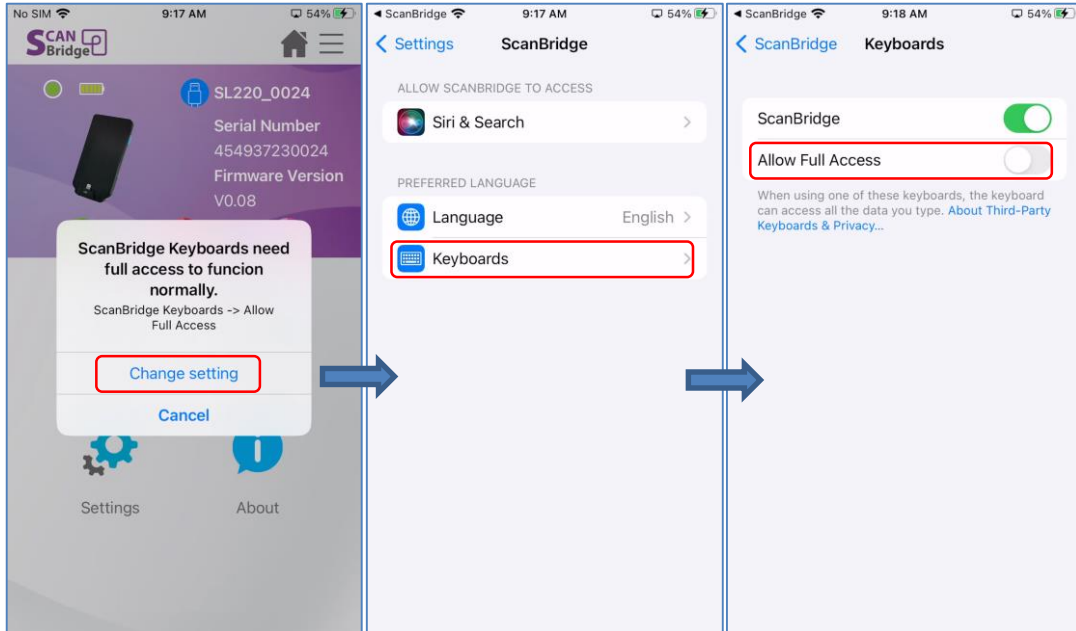 No SIM 9:17 AM 54%
SCAN
Bridge
SL220_0024
Serial Number
454937230024
Firmware Version
V0.08
ScanBridge Keyboards need
full access to funcion
normally.
ScanBridge Keyboards -> Allow
Full Access
Change setting
Cancel
Settings About
ScanBridge 9:17 AM 54%
Settings ScanBridge
ALLOW SCANBRIDGE TO ACCESS
Siri & Search
PREFERRED LANGUAGE
Language English
Keyboards
ScanBridge 9:18 AM 54%
ScanBridge Keyboards
ScanBridge
Allow Full Access
When using one of these keyboards, the keyboard
can access all the data you type. About Third-Party
Keyboards & Privacy...